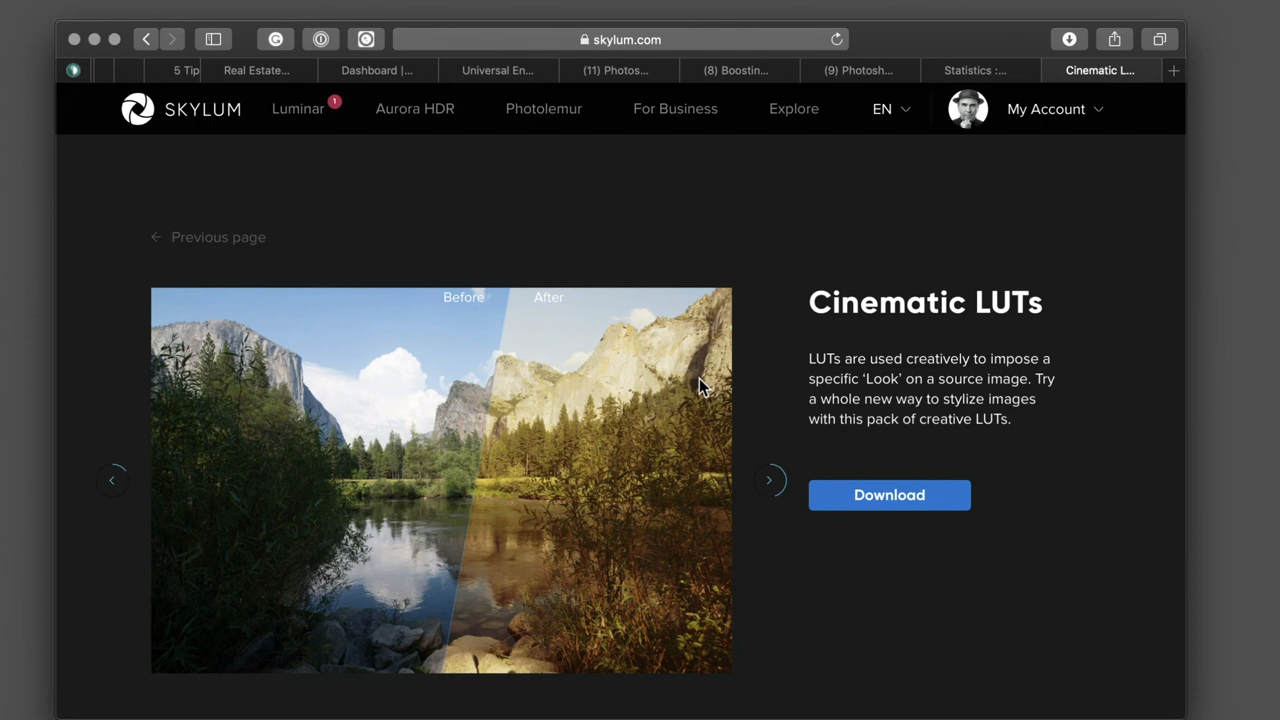 skylum.com
5 Tip
Real Estate...
Dashboard |...
Universal En...
(11) Photos...
(8) Boostin...
(9) Photosh...
Statistics :...
Cinematic L...
SKYLUM
Luminar
1
Aurora HDR
Photolemur
For Business
Explore
EN
My Account
Previous page
Before
After
Cinematic LUTs
LUTs are used creatively to impose a
specific ‘Look’ on a source image. Try
a whole new way to stylize images
with this pack of creative LUTs.
Download